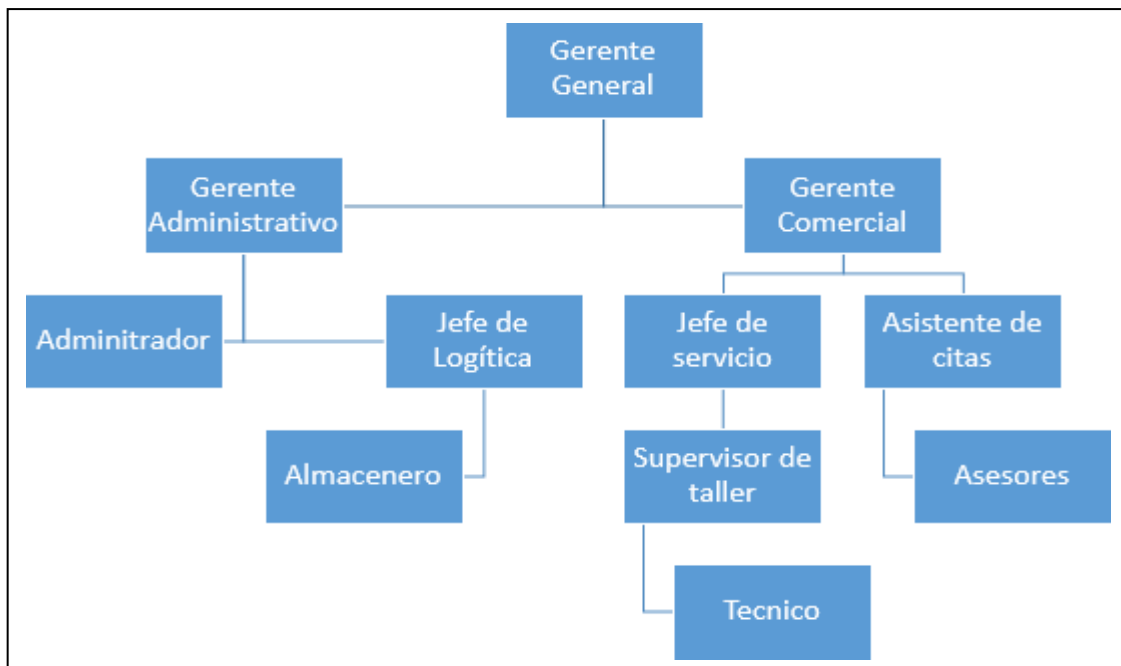 Gerente
General
Gerente
Administrativo
Gerente
Comercial
Adminitrador
Jefe de
Logítica
Jefe de
servicio
Asistente de
citas
Almacenero
Supervisor de
taller
Asesores
Tecnico